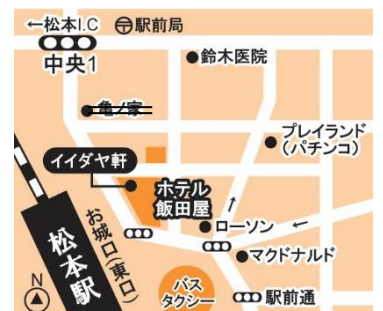 ←松本I.C
〶駅前局
中央1
鈴木医院
亀ノ家
プレイランド
(パチンコ)
イイダヤ軒
ホテル
飯田屋
お城口(東口)
ローソン
松本駅
マクドナルド
バス
タクシー
駅前通
N